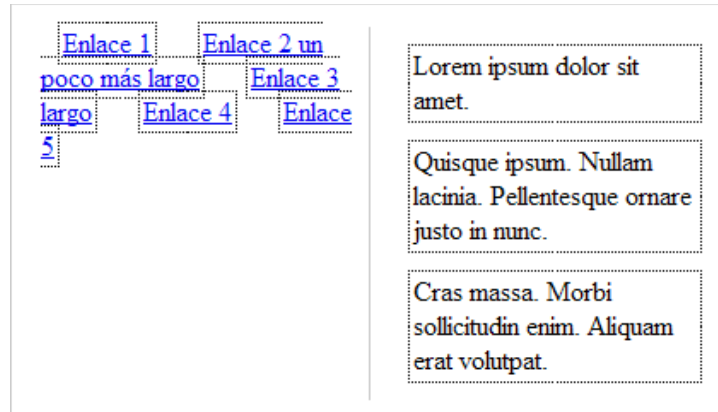 Enlace 1 Enlace 2 un
poco más largo Enlace 3
largo Enlace 4 Enlace
5
Lorem ipsum dolor sit
amet.
Quisque ipsum. Nullam
lacinia. Pellentesque ornare
justo in nunc.
Cras massa. Morbi
sollicitudin enim. Aliquam
erat volutpat.